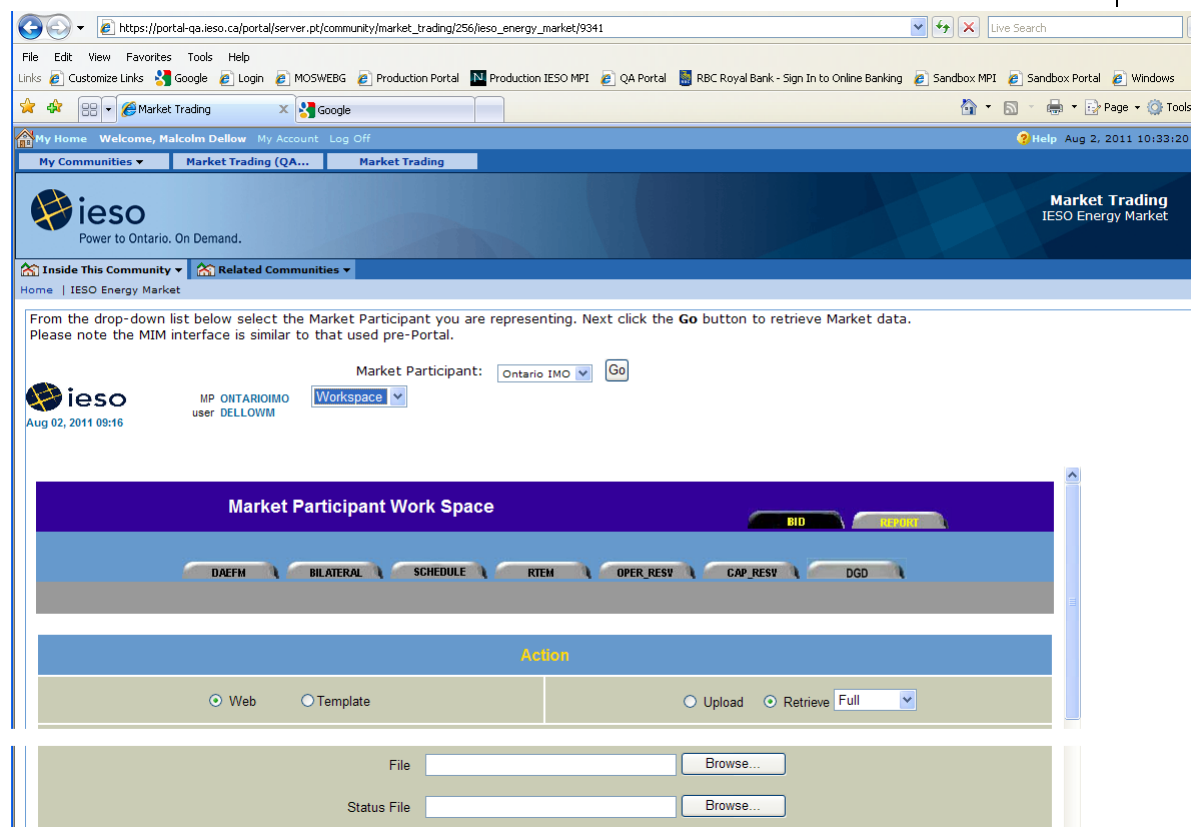 https://portal-qa.ieso.ca/portal/server.pt/community/market_trading/256/ieso_energy_market/9341
Live Search
File Edit View Favorites Tools Help
Links Customize Links Google Login MOSWEBG Production Portal Production IESO MPI QA Portal RBC Royal Bank - Sign In to Online Banking Sandbox MPI Sandbox Portal Windows
Market Trading Google Page Tools
My Home Welcome, Malcolm Dellow My Account Log Off Help Aug 2, 2011 10:33:20
My Communities Market Trading (QA... Market Trading
ieso
Power to Ontario. On Demand.
Market Trading
IESO Energy Market
Inside This Community Related Communities
Home | IESO Energy Market
From the drop-down list below select the Market Participant you are representing. Next click the Go button to retrieve Market data.
Please note the MIM interface is similar to that used pre-Portal.
Market Participant: Ontario IMO Go
ieso
Aug 02, 2011 09:16
MP ONTARIOIMO Workspace
user DELLOWM
Market Participant Work Space
BID REPORT
DAEFM BILATERAL SCHEDULE RTEM OPER_RESV CAP_RESV DGD
Action
Web Template Upload Retrieve Full
File Browse...
Status File Browse...